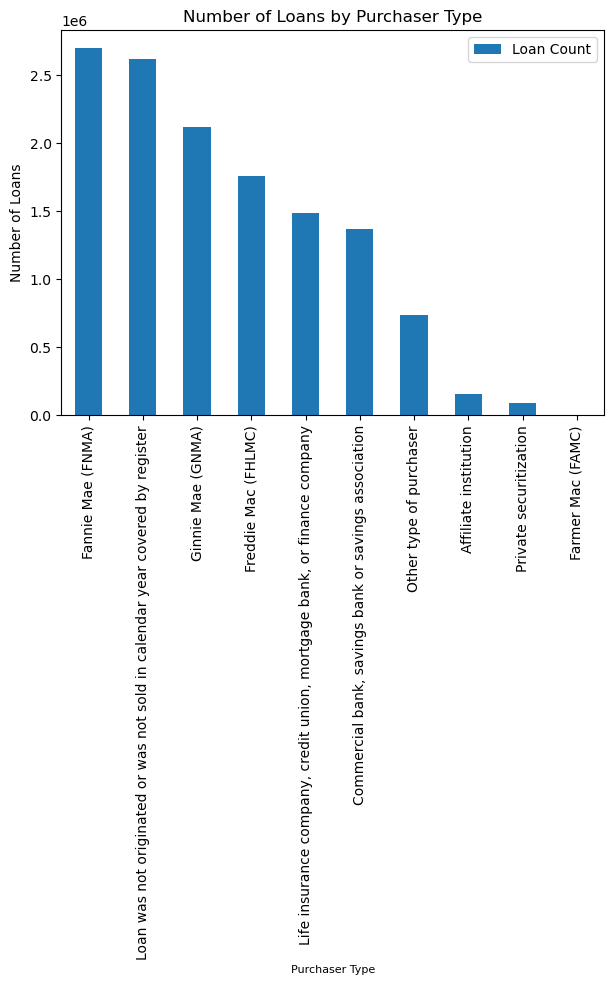 Number of Loans by Purchaser Type
1e6
Loan Count
2.5
2.0
1.5
1.0
0.5
0.0
Number of Loans
Fannie Mae (FNMA)
Loan was not originated or was not sold in calendar year covered by register
Ginnie Mae (GNMA)
Freddie Mac (FHLMC)
Life insurance company, credit union, mortgage bank, or finance company
Commercial bank, savings bank or savings association
Other type of purchaser
Affiliate institution
Private securitization
Farmer Mac (FAMC)
Purchaser Type